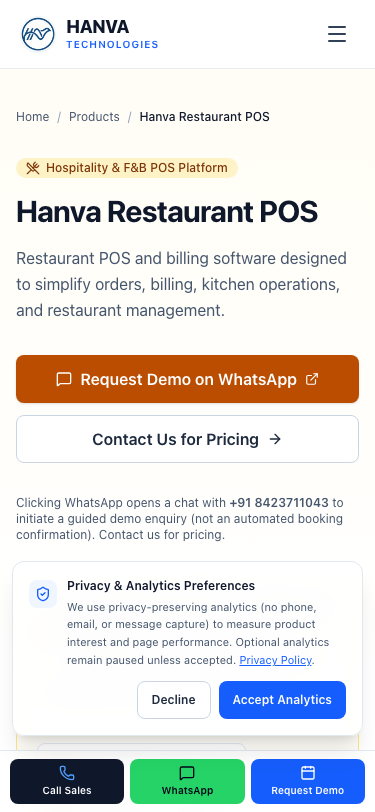 HANVA
TECHNOLOGIES
Home / Products / Hanva Restaurant POS
Hospitality & F&B POS Platform
Hanva Restaurant POS
Restaurant POS and billing software designed
to simplify orders, billing, kitchen operations,
and restaurant management.
Request Demo on WhatsApp
Contact Us for Pricing
Clicking WhatsApp opens a chat with +91 8423711043 to
initiate a guided demo enquiry (not an automated booking
confirmation). Contact us for pricing.
Privacy & Analytics Preferences
We use privacy-preserving analytics (no phone,
email, or message capture) to measure product
interest and page performance. Optional analytics
remain paused unless accepted. Privacy Policy.
Decline
Accept Analytics
Call Sales
WhatsApp
Request Demo